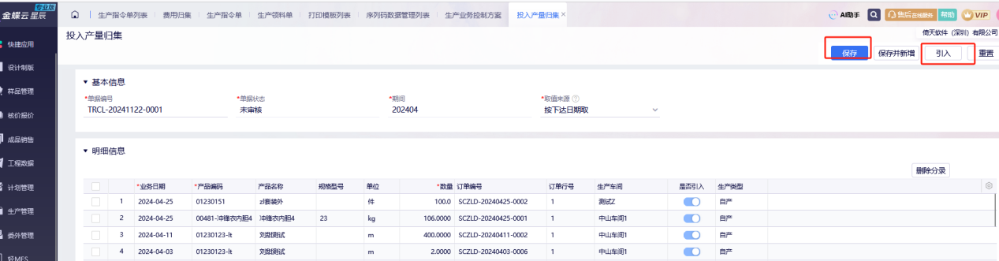 专业版
金蝶云 星辰
生产指令单列表 费用归集 生产指令单 生产领料单 打印模板列表 序列码数据管理列表 生产业务控制方案 投入产量归集 ×
AI助手 售后在线服务 帮助 VIP
倚天软件（深圳）有限公司
投入产量归集
保存 保存并新增 引入 重置
快捷应用
设计制版
样品管理
核价报价
成品销售
工程数据
计划管理
生产管理
委外管理
轻MES
基本信息
*单据编号 *单据状态 *期间 *取值来源
TRCL-20241122-0001 未审核 202404 按下达日期取
明细信息
删除分录
*业务日期 *产品编码 产品名称 规格型号 单位 *数量 订单编号 订单行号 生产车间 是否引入 生产类型
1 2024-04-25 01230151 zl套装外 件 100.0 SCZLD-20240425-0002 1 测试Z 自产
2 2024-04-25 00481-冲锋衣内胆4 冲锋衣内胆4 23 kg 106.0000 SCZLD-20240425-0001 1 中山车间1 自产
3 2024-04-11 01230123-lt 刘甜测试 m 400.0000 SCZLD-20240411-0002 1 中山车间1 自产
4 2024-04-03 01230123-lt 刘甜测试 m 2.0000 SCZLD-20240403-0006 1 中山车间1 自产